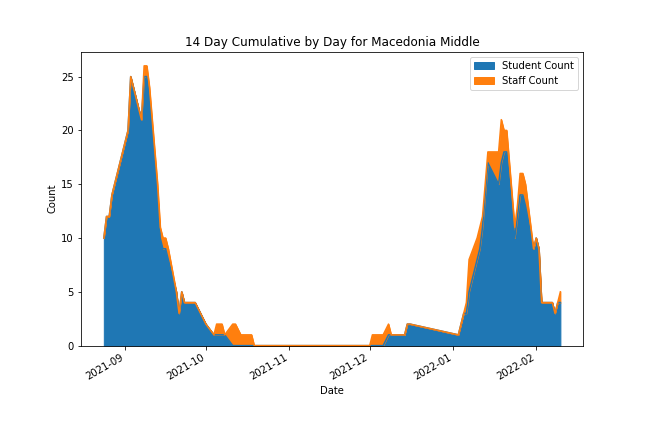 14 Day Cumulative by Day for Macedonia Middle
Student Count
Staff Count
25
20
15
10
5
0
Count
2021-09
2021-10
2021-11
2021-12
2022-01
2022-02
Date